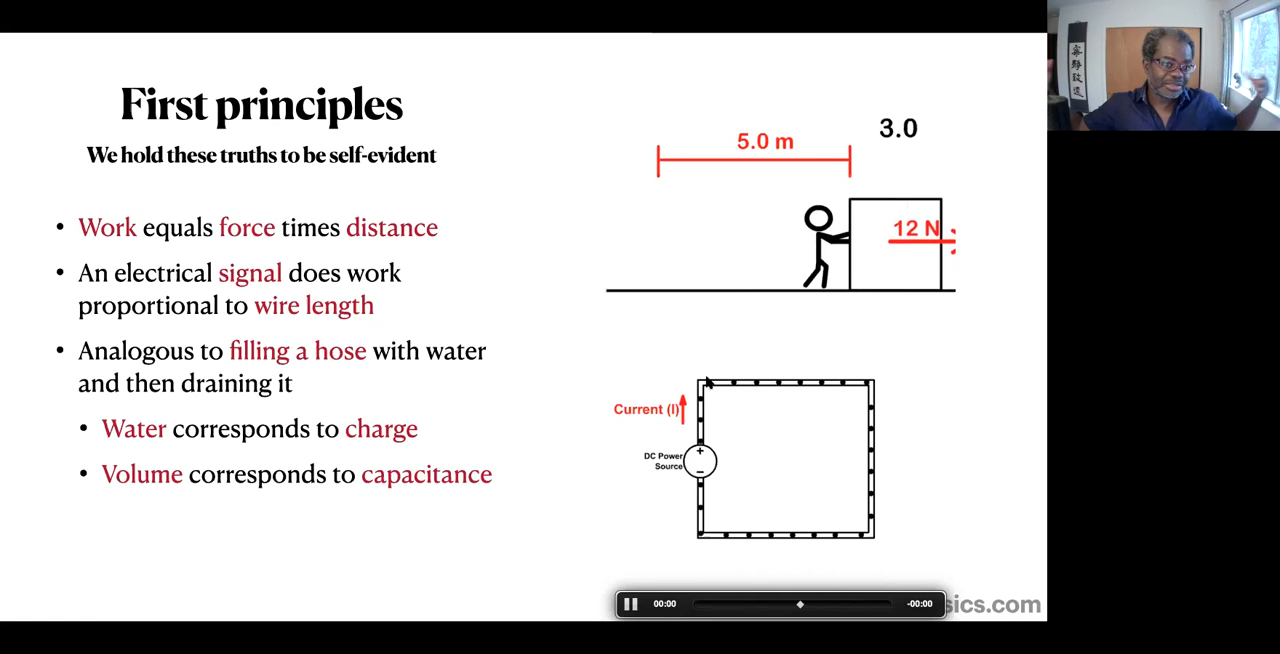 First principles
We hold these truths to be self-evident
• Work equals force times distance
• An electrical signal does work
proportional to wire length
• Analogous to filling a hose with water
and then draining it
• Water corresponds to charge
• Volume corresponds to capacitance
5.0 m
3.0
12 N
Current (I)
DC Power
Source
+
−
00:00
-00:00
sics.com